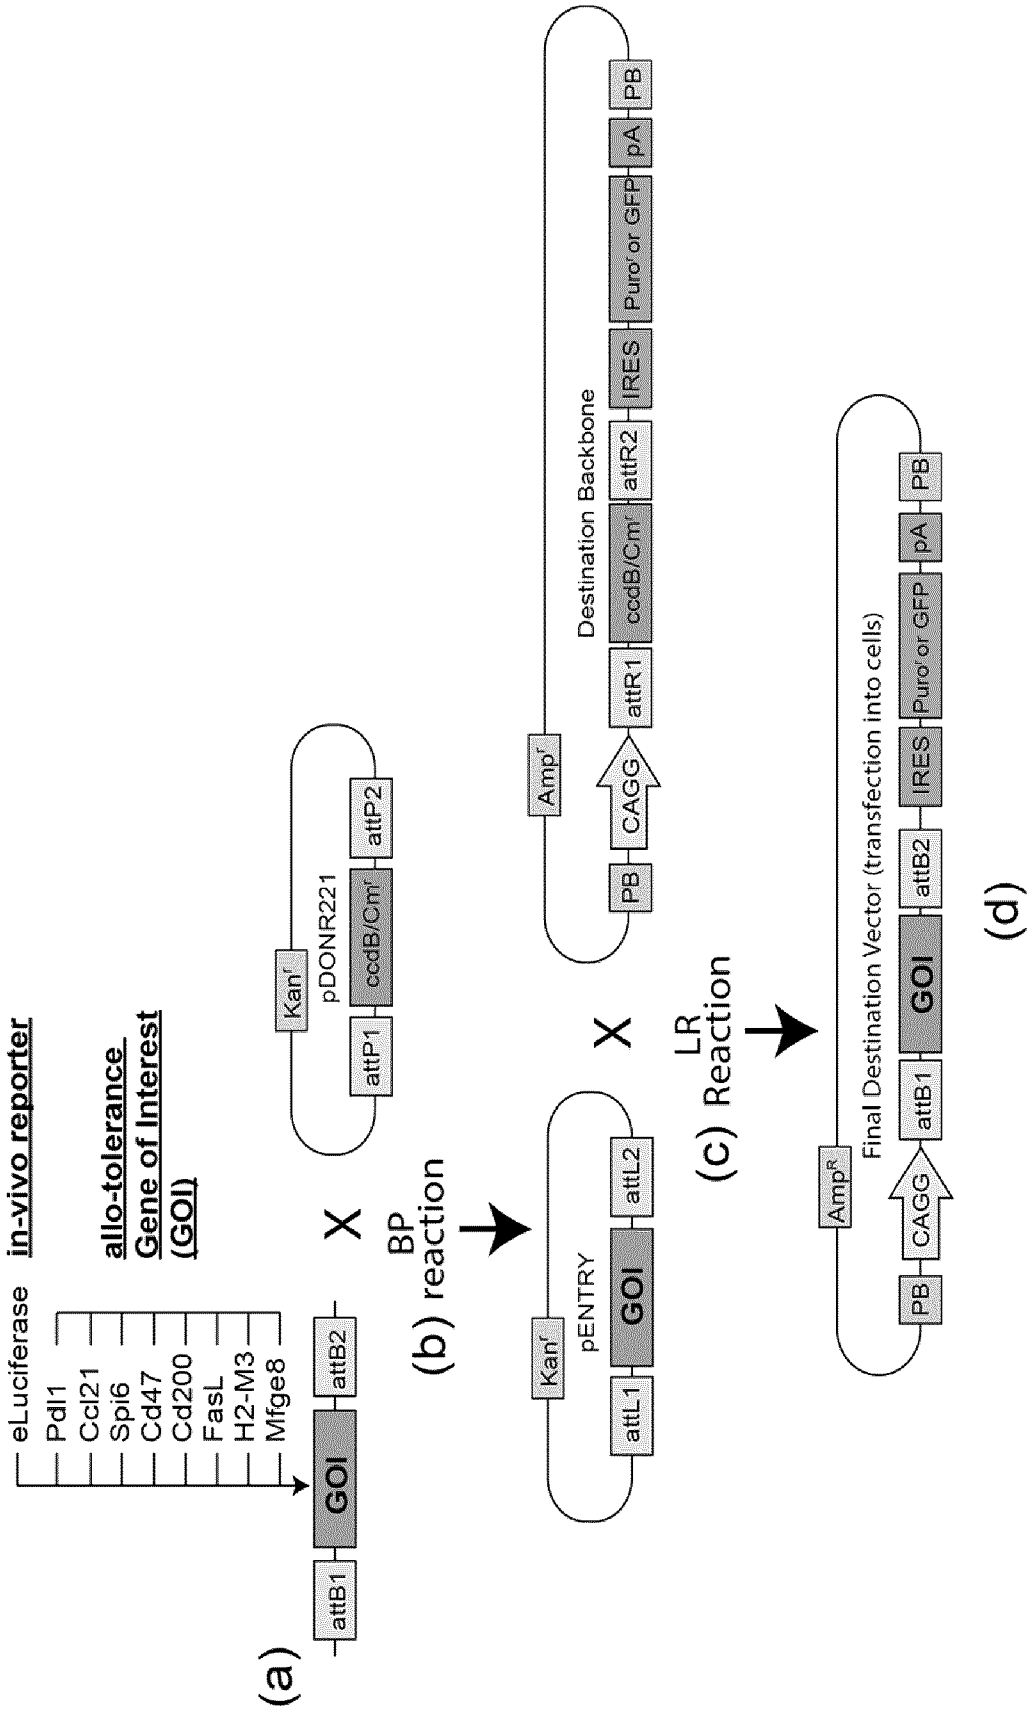 eLuciferase in-vivo reporter
Pdl1
Ccl21
Spi6
Cd47
Cd200
FasL
H2-M3
Mfge8
allo-tolerance
Gene of Interest
(GOI)
(a)
attB1 GOI attB2
X
Kanʳ
pDONR221
attP1 ccdB/Cmʳ attP2
(b) BP
reaction
Kanʳ
pENTRY
attL1 GOI attL2
X
Ampʳ
Destination Backbone
PB CAGG attR1 ccdB/Cmʳ attR2 IRES Puroʳ or GFP pA PB
(c) LR
Reaction
Ampᴿ
Final Destination Vector (transfection into cells)
PB CAGG attB1 GOI attB2 IRES Puroʳ or GFP pA PB
(d)